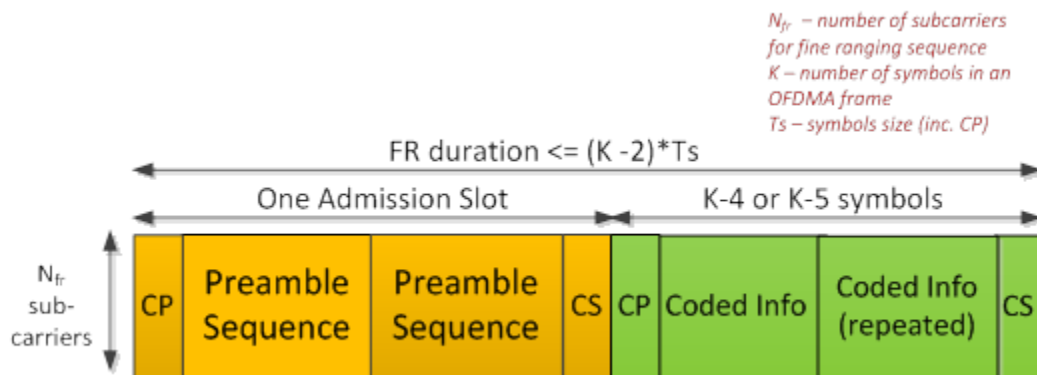 N_fr – number of subcarriers
for fine ranging sequence
K – number of symbols in an
OFDMA frame
Ts – symbols size (inc. CP)
FR duration <= (K -2)*Ts
One Admission Slot
K-4 or K-5 symbols
N_fr
sub-
carriers
CP
Preamble
Sequence
Preamble
Sequence
CS
CP
Coded Info
Coded Info
(repeated)
CS